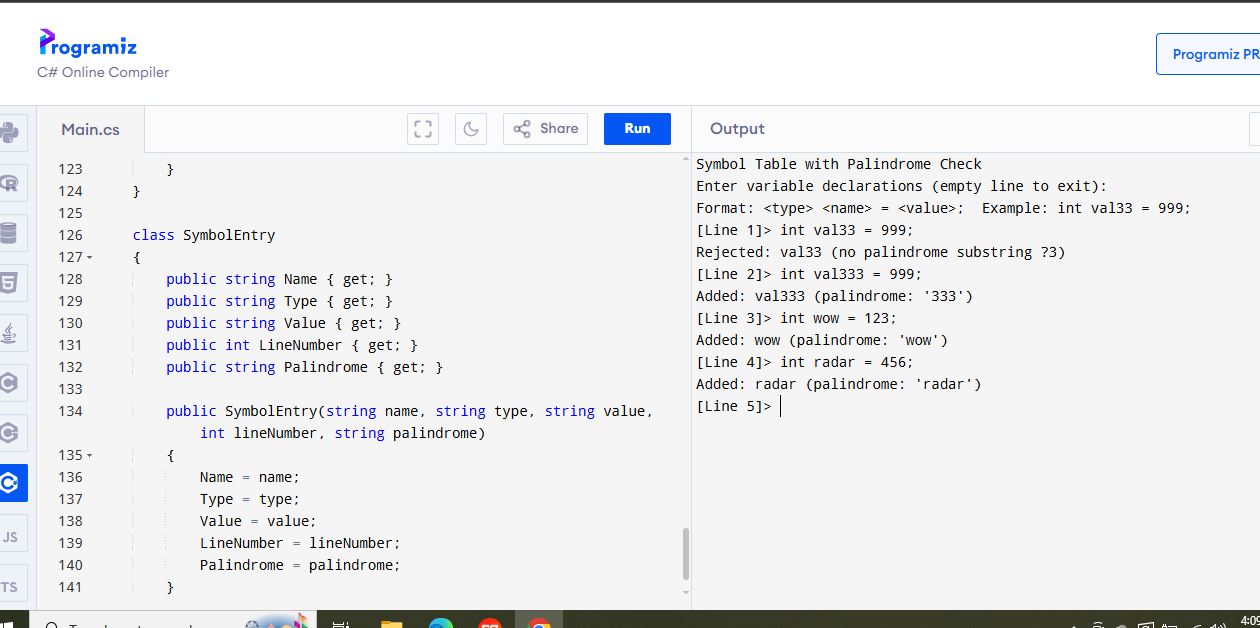 Programiz
C# Online Compiler
Programiz PR
Main.cs
Share
Run
Output
123 }
124 }
125
126 class SymbolEntry
127 {
128 public string Name { get; }
129 public string Type { get; }
130 public string Value { get; }
131 public int LineNumber { get; }
132 public string Palindrome { get; }
133
134 public SymbolEntry(string name, string type, string value,
int lineNumber, string palindrome)
135 {
136 Name = name;
137 Type = type;
138 Value = value;
139 LineNumber = lineNumber;
140 Palindrome = palindrome;
141 }
JS
TS
Symbol Table with Palindrome Check
Enter variable declarations (empty line to exit):
Format: <type> <name> = <value>;  Example: int val33 = 999;
[Line 1]> int val33 = 999;
Rejected: val33 (no palindrome substring ?3)
[Line 2]> int val333 = 999;
Added: val333 (palindrome: '333')
[Line 3]> int wow = 123;
Added: wow (palindrome: 'wow')
[Line 4]> int radar = 456;
Added: radar (palindrome: 'radar')
[Line 5]>